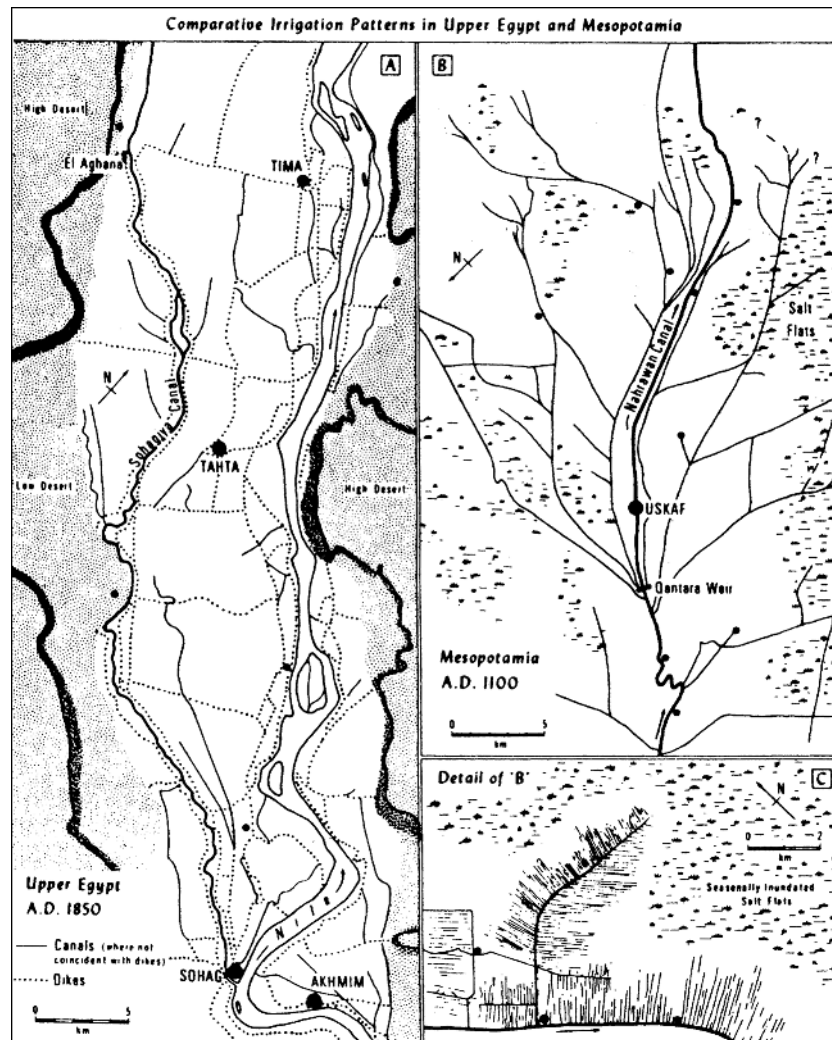 Comparative Irrigation Patterns in Upper Egypt and Mesopotamia
A
High Desert
El Aghana
TIMA
N
Sohagiya Canal
TAHTA
Low Desert
High Desert
Upper Egypt
A.D. 1850
Canals (where not
coincident with dikes)
Dikes
0 5
km
Nile
SOHAG
AKHMIM
B
?
?
N
Salt
Flats
Nahrawan Canal
USKAF
Qantara Weir
Mesopotamia
A.D. 1100
0 5
km
Detail of 'B'
C
N
0 2
km
Seasonally Inundated
Salt Flats